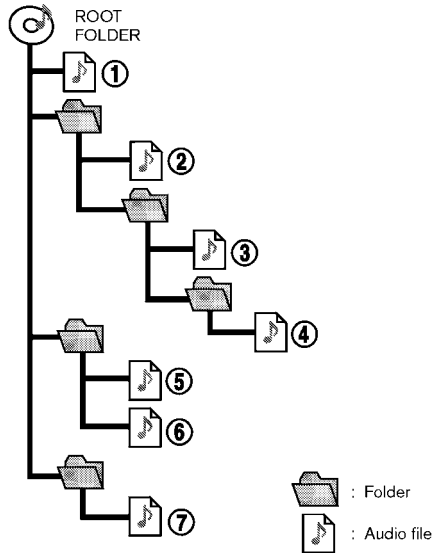 ROOT
FOLDER
①
②
③
④
⑤
⑥
⑦
: Folder
: Audio file